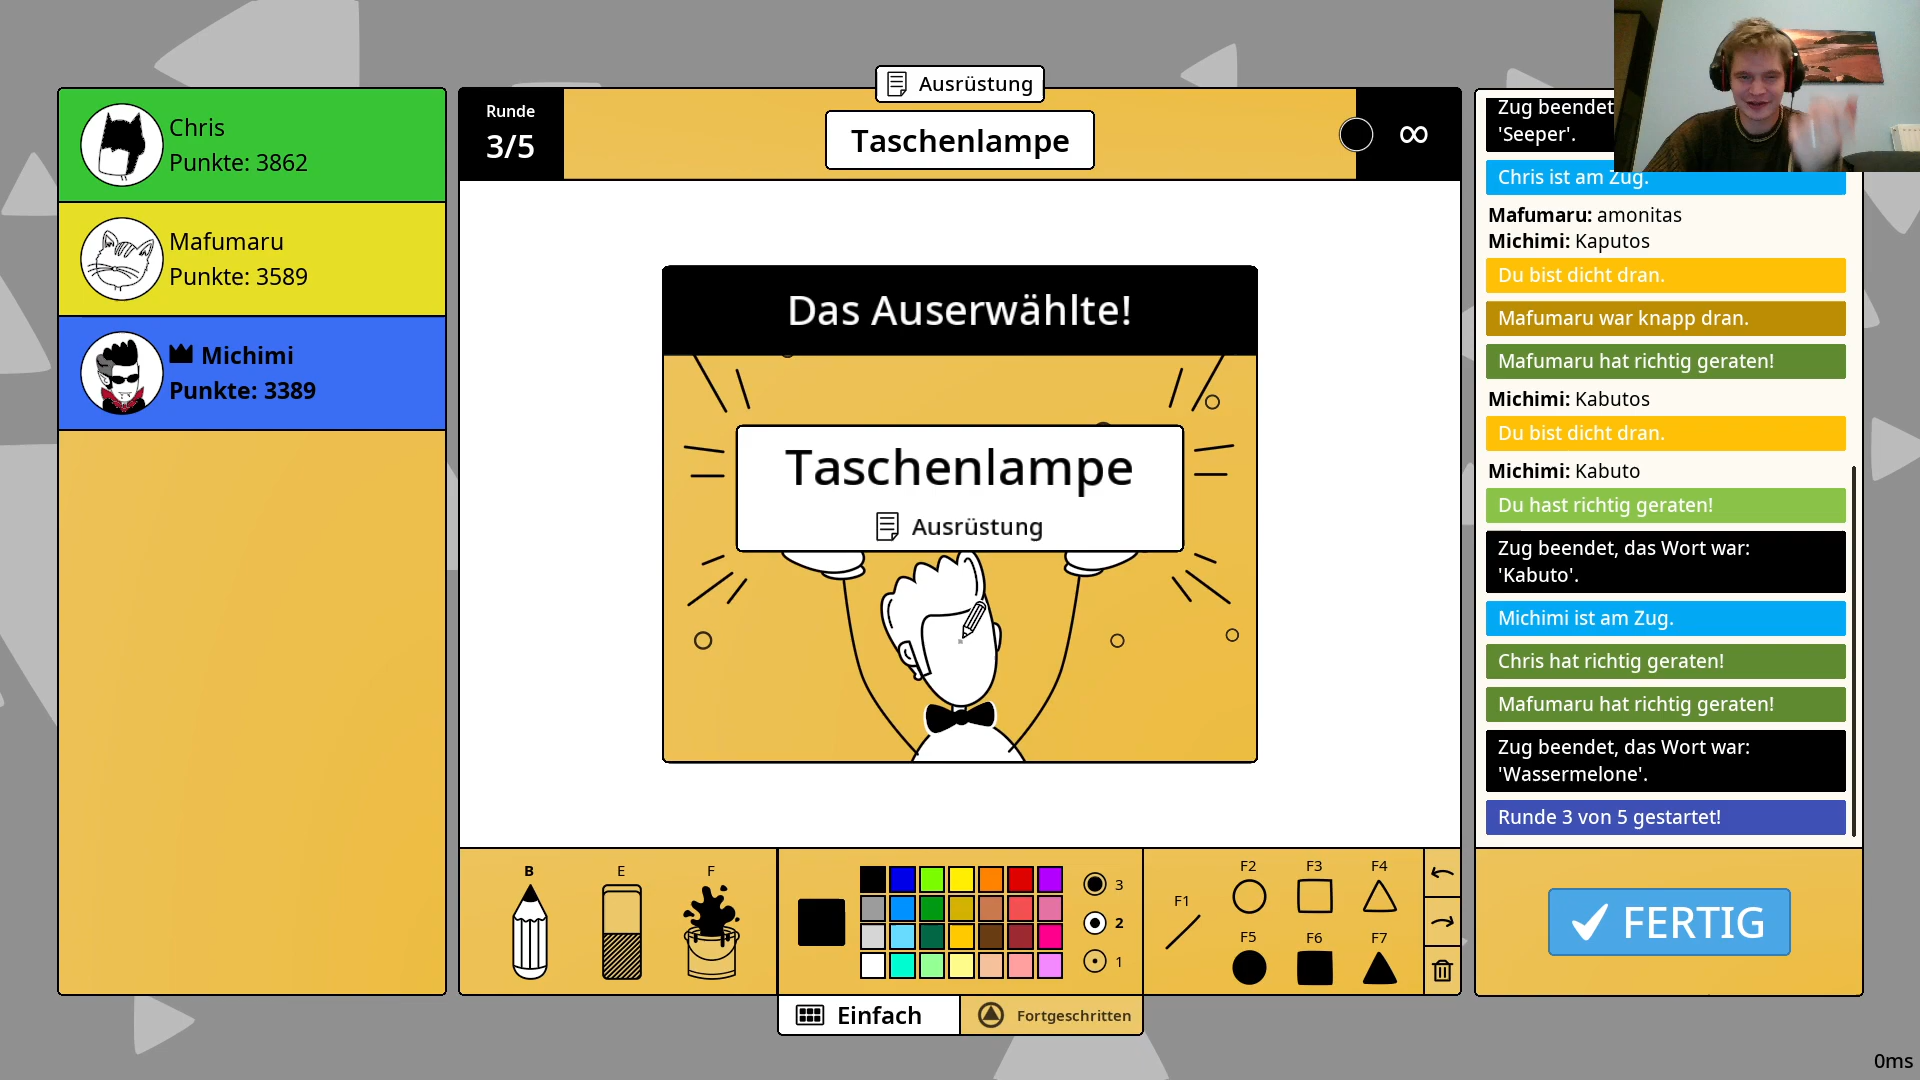 Chris
Punkte: 3862
Mafumaru
Punkte: 3589
Michimi
Punkte: 3389
Runde
3/5
Ausrüstung
Taschenlampe
∞
Das Auserwählte!
Taschenlampe
Ausrüstung
Zug beendet
'Seeper'.
Chris ist am Zug.
Mafumaru: amonitas
Michimi: Kaputos
Du bist dicht dran.
Mafumaru war knapp dran.
Mafumaru hat richtig geraten!
Michimi: Kabutos
Du bist dicht dran.
Michimi: Kabuto
Du hast richtig geraten!
Zug beendet, das Wort war:
'Kabuto'.
Michimi ist am Zug.
Chris hat richtig geraten!
Mafumaru hat richtig geraten!
Zug beendet, das Wort war:
'Wassermelone'.
Runde 3 von 5 gestartet!
B
E
F
3
2
1
F1
F2
F3
F4
F5
F6
F7
FERTIG
Einfach
Fortgeschritten
0ms